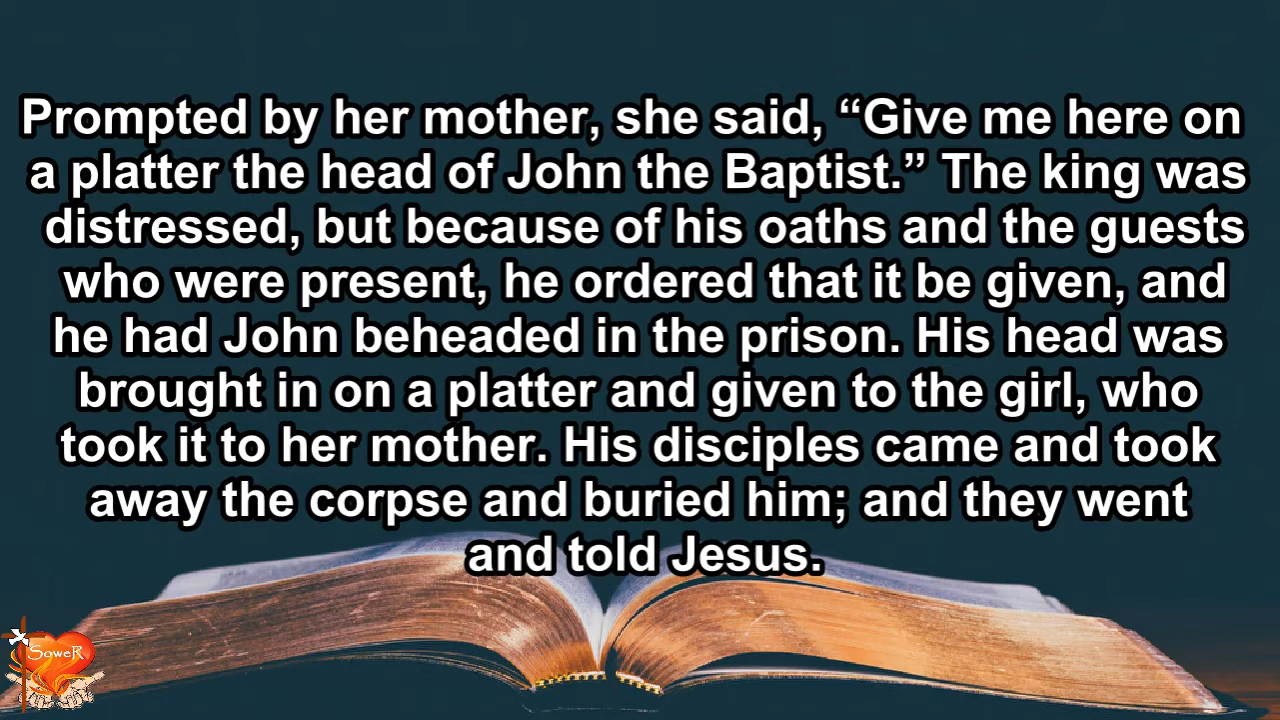 Prompted by her mother, she said, “Give me here on
a platter the head of John the Baptist.” The king was
distressed, but because of his oaths and the guests
who were present, he ordered that it be given, and
he had John beheaded in the prison. His head was
brought in on a platter and given to the girl, who
took it to her mother. His disciples came and took
away the corpse and buried him; and they went
and told Jesus.
SoweR